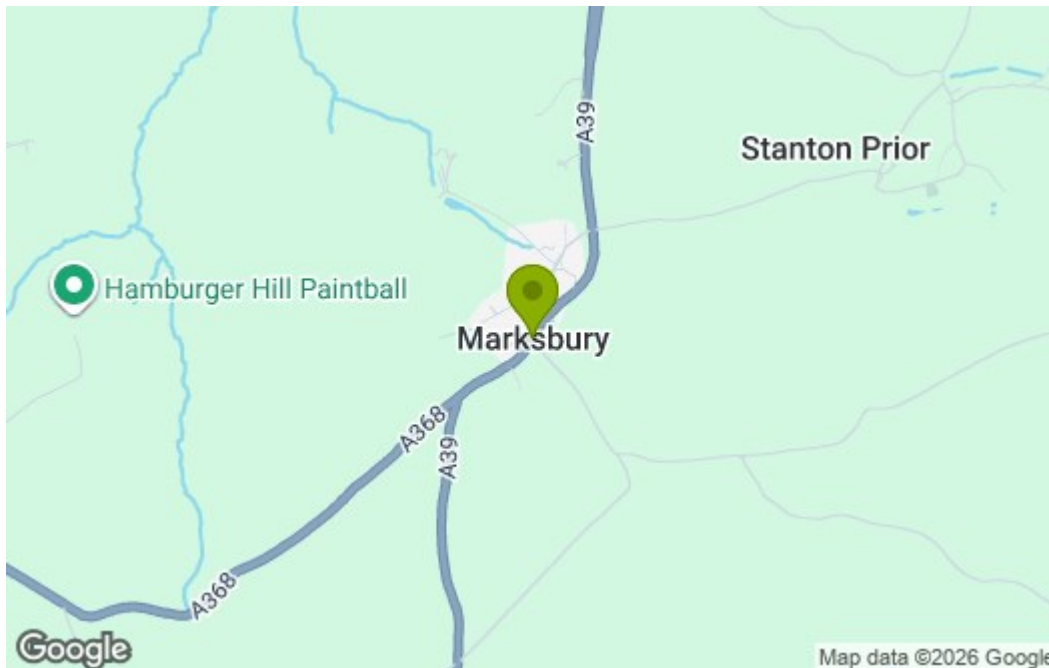 A39
Stanton Prior
Hamburger Hill Paintball
Marksbury
A368
A39
A368
Google
Map data ©2026 Google